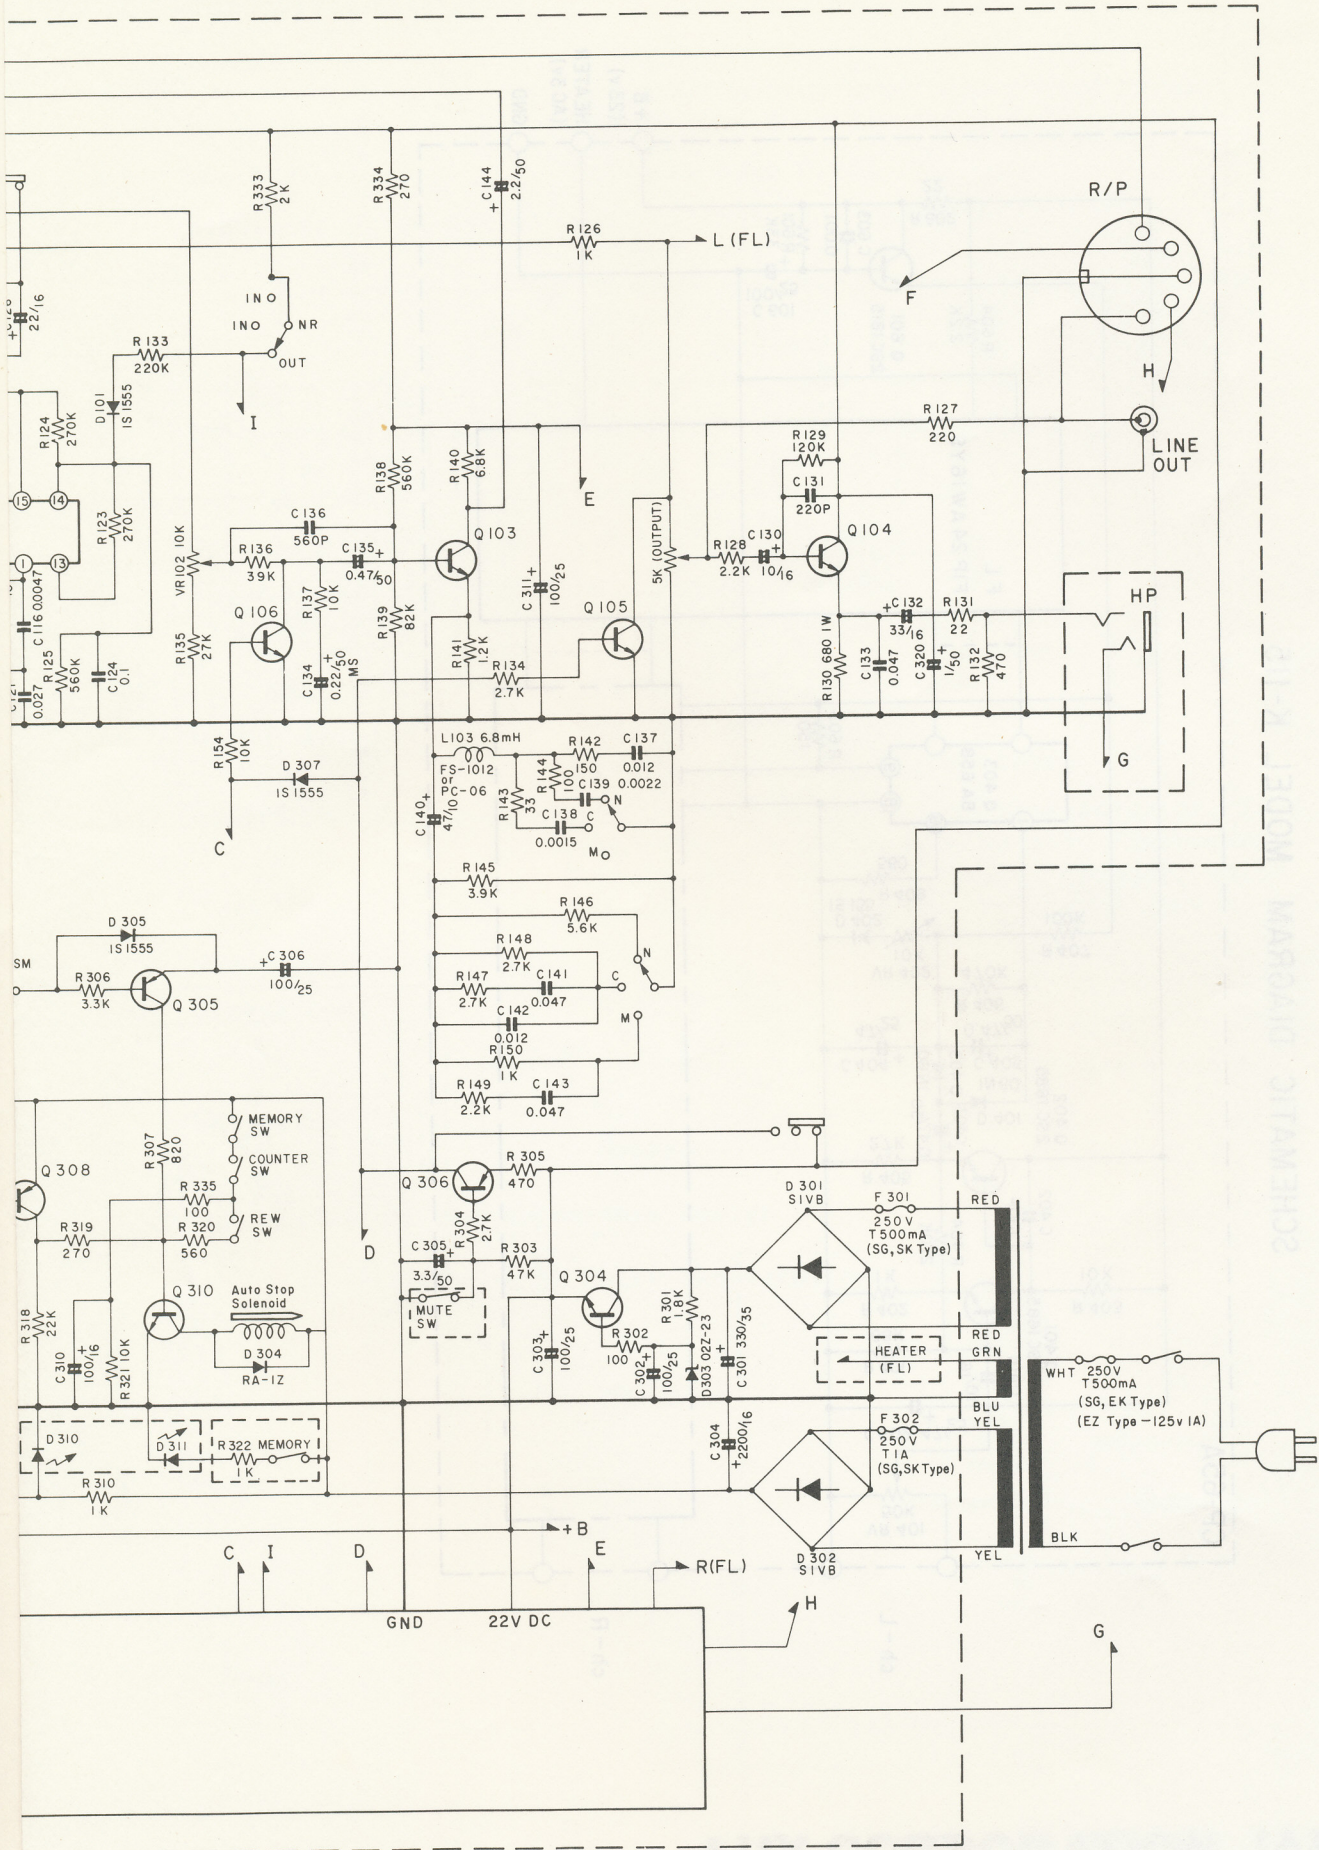 R/P
R333
2K
R334
270
C144
2.2/50
+
R126
1K
L (FL)
F
H
22/16
+
IN
IN
NR
OUT
R133
220K
D101
1S1555
I
R124
270K
R127
220
LINE
OUT
R138
560K
R140
6.8K
E
R129
120K
C131
220P
15
14
R123
270K
VR102 10K
C136
560P
Q103
5K (OUTPUT)
Q104
R136
39K
C135
+
0.47/50
R128
2.2K
C130
+
10/16
1
13
C116 0.0047
R137
10K
R139
82K
C311
+
100/25
Q105
HP
Q106
R125
560K
C124
0.1
R135
27K
C134
+
0.22/50
MS
R141
1.2K
R134
2.7K
R130 680 1W
C133
0.047
C132
+
33/16
C320
+
1/50
R131
22
R132
470
0.027
R154
10K
D307
1S1555
C
L103 6.8mH
FS-1012
or
PC-06
R142
150
C137
0.012
0.0022
R144
100
C139
N
R143
33
C138
C
0.0015
M
C140
+
47/10
G
R145
3.9K
R146
5.6K
D305
1S1555
SM
R306
3.3K
Q305
C306
+
100/25
R148
2.7K
N
R147
2.7K
C141
0.047
C
C142
0.012
M
R150
1K
R149
2.2K
C143
0.047
MEMORY
SW
COUNTER
SW
REW
SW
R307
820
Q308
R335
100
R319
270
R320
560
Q306
R305
470
R304
2.7K
D
D301
S1VB
F301
250V
T500mA
(SG, SK Type)
RED
C305
+
3.3/50
R303
47K
MUTE
SW
Q304
Q310
Auto Stop
Solenoid
R318
22K
D304
RA-1Z
C310
+
100/16
R321 10K
C303
+
100/25
R302
100
R301
1.8K
C302
+
100/25
D303 02Z-23
C301 330/35
+
HEATER
(FL)
RED
GRN
BLU
YEL
WHT
250V
T500mA
(SG, EK Type)
(EZ Type -125v 1A)
D310
D311
R322
1K
MEMORY
C304
+
2200/16
F302
250V
T1A
(SG,SK Type)
R310
1K
+B
D302
S1VB
YEL
BLK
C
I
D
E
R(FL)
GND
22V DC
H
G